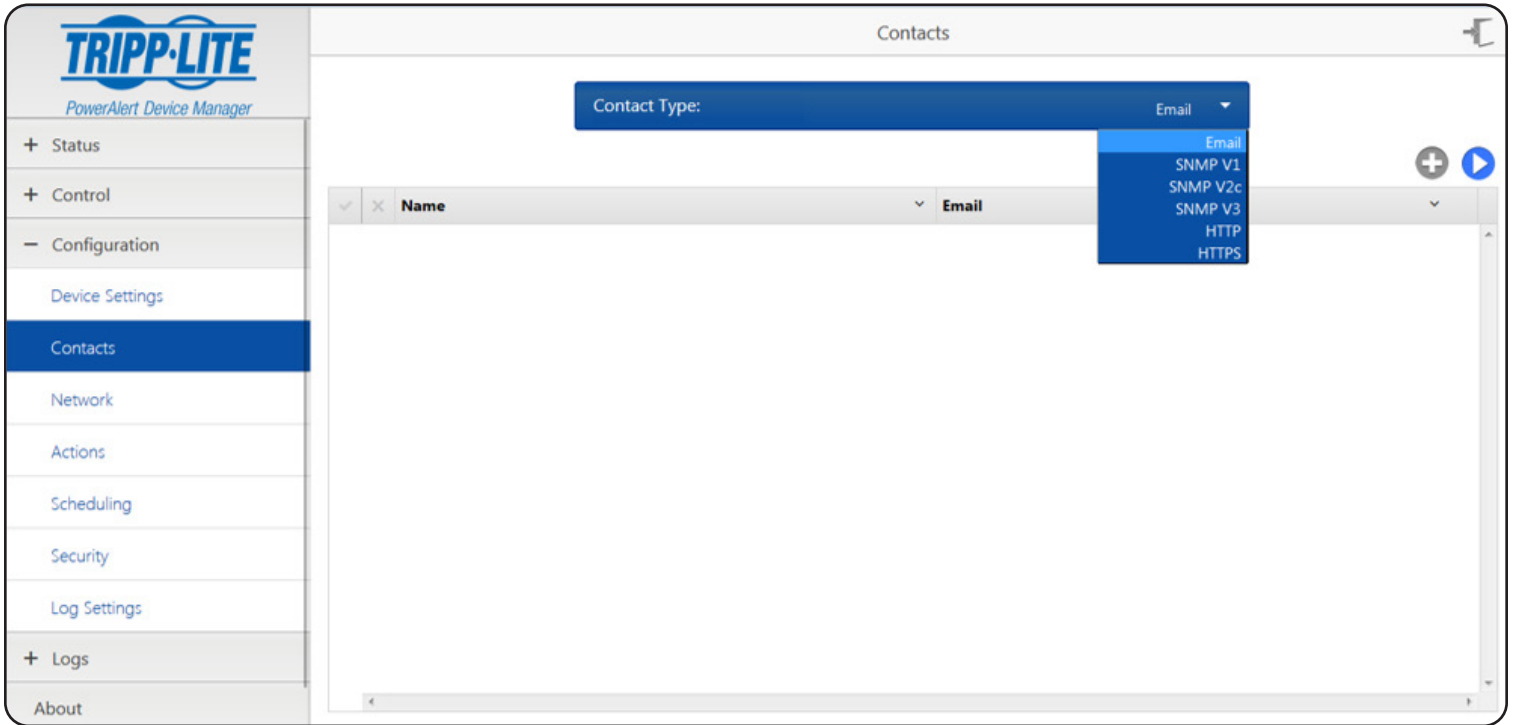 TRIPP·LITE
PowerAlert Device Manager
Contacts
Contact Type: Email
Email
SNMP V1
SNMP V2c
SNMP V3
HTTP
HTTPS
+ Status
+ Control
− Configuration
Device Settings
Contacts
Network
Actions
Scheduling
Security
Log Settings
+ Logs
About
Name Email